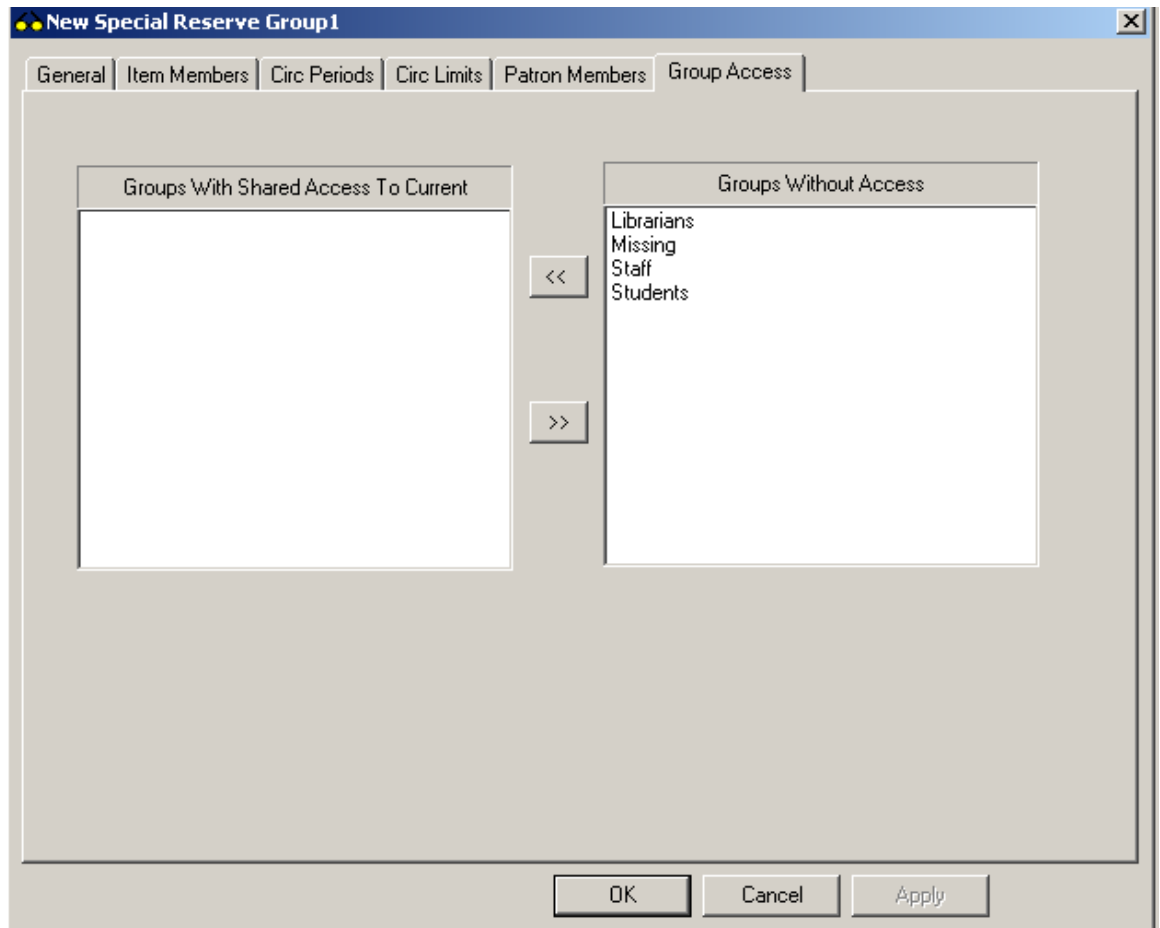 New Special Reserve Group1
General Item Members Circ Periods Circ Limits Patron Members Group Access
Groups With Shared Access To Current
Groups Without Access
Librarians
Missing
Staff
Students
<<
>>
OK Cancel Apply